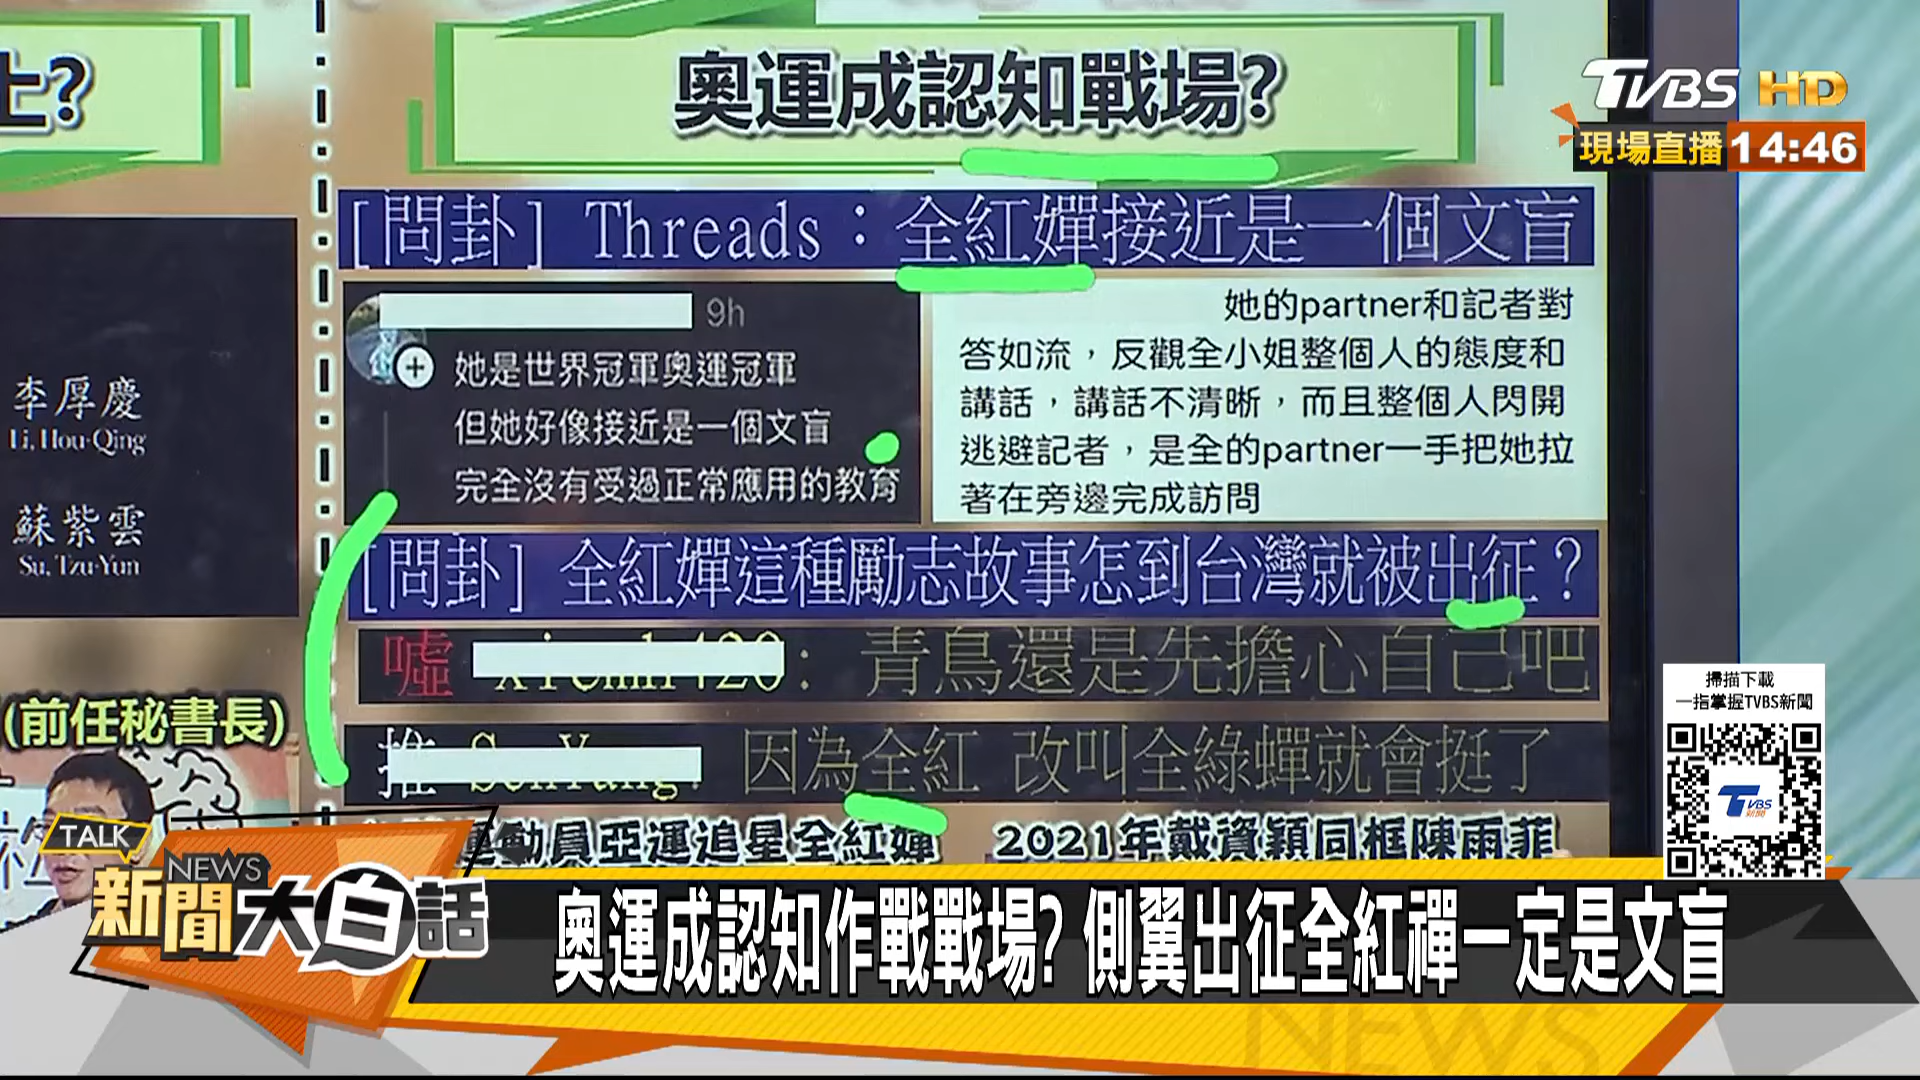 上?
奧運成認知戰場?
TVBS HD
現場直播 14:46
[問卦] Threads：全紅嬋接近是一個文盲
9h
她是世界冠軍奧運冠軍
但她好像接近是一個文盲
完全沒有受過正常應用的教育
她的partner和記者對
答如流，反觀全小姐整個人的態度和
講話，講話不清晰，而且整個人閃開
逃避記者，是全的partner一手把她拉
著在旁邊完成訪問
李厚慶
Li, Hou-Qing
蘇紫雲
Su, Tzu-Yun
[問卦] 全紅嬋這種勵志故事怎到台灣就被出征？
噓 : 青鳥還是先擔心自己吧
推 : 因為全紅 改叫全綠蟬就會挺了
(前任秘書長)
動員亞運追星全紅嬋
2021年戴資穎同框陳雨菲
掃描下載
一指掌握TVBS新聞
TVBS
新聞
TALK
NEWS
新聞大白話
奧運成認知作戰戰場? 側翼出征全紅禪一定是文盲
NEWS